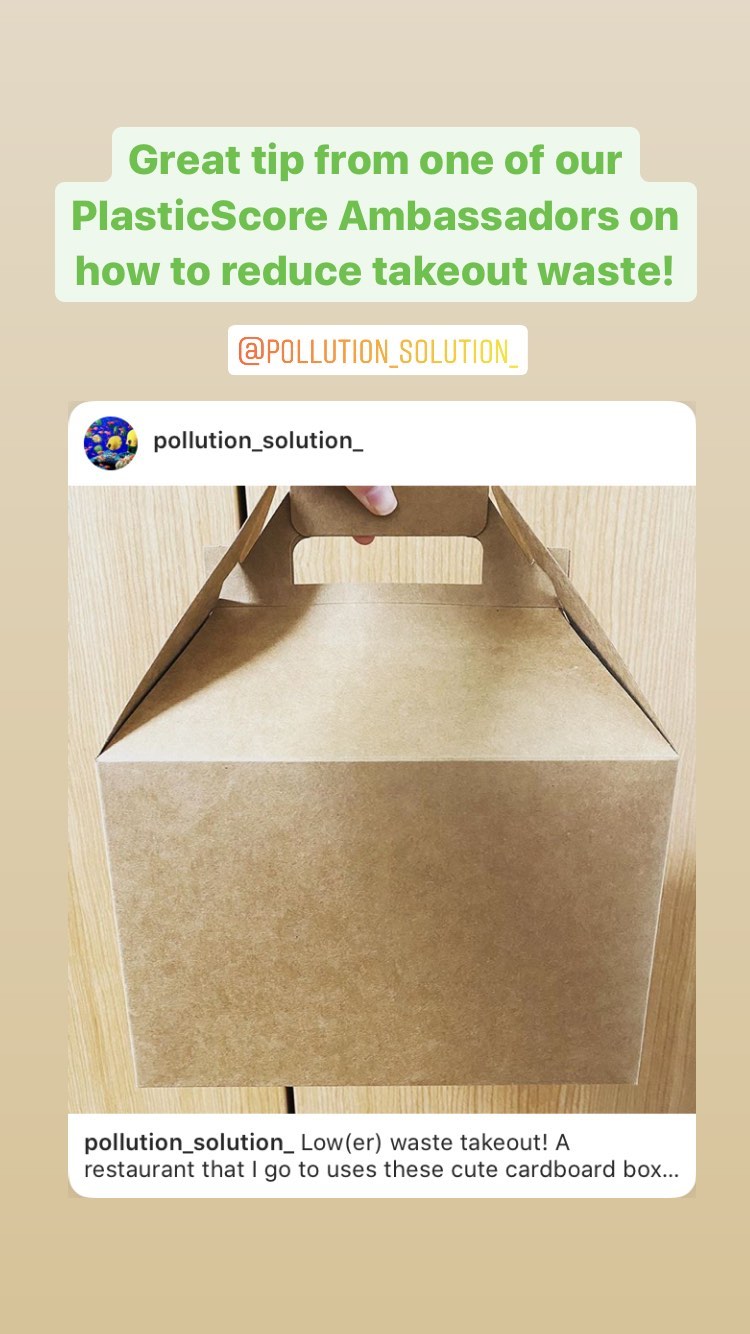 Great tip from one of our
PlasticScore Ambassadors on
how to reduce takeout waste!
@POLLUTION_SOLUTION_
pollution_solution_
pollution_solution_ Low(er) waste takeout! A
restaurant that I go to uses these cute cardboard box...